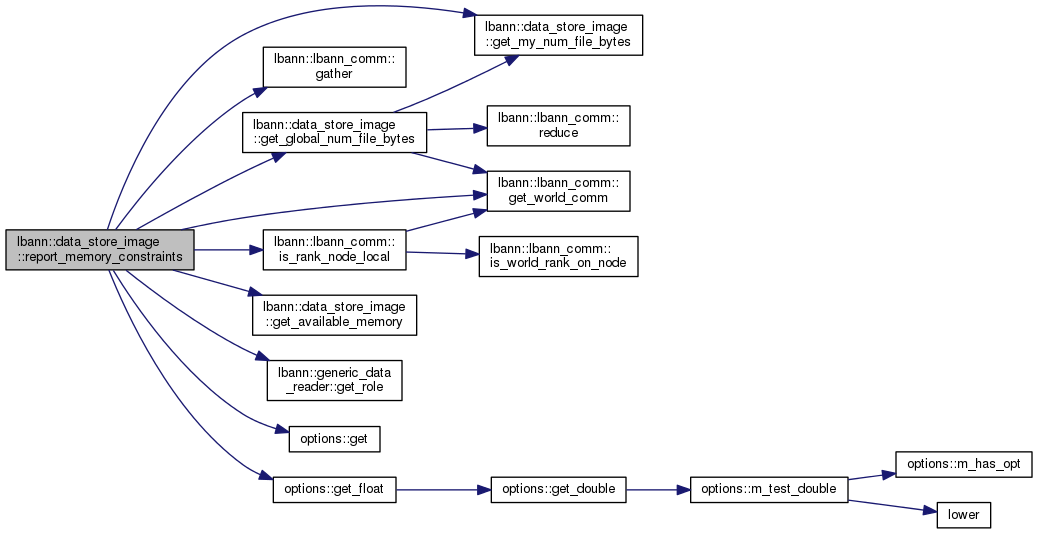 lbann::data_store_image
::report_memory_constraints
lbann::data_store_image
::get_my_num_file_bytes
lbann::lbann_comm::
gather
lbann::data_store_image
::get_global_num_file_bytes
lbann::lbann_comm::
reduce
lbann::lbann_comm::
get_world_comm
lbann::lbann_comm::
is_rank_node_local
lbann::lbann_comm::
is_world_rank_on_node
lbann::data_store_image
::get_available_memory
lbann::generic_data
_reader::get_role
options::get
options::get_float
options::get_double
options::m_test_double
options::m_has_opt
lower